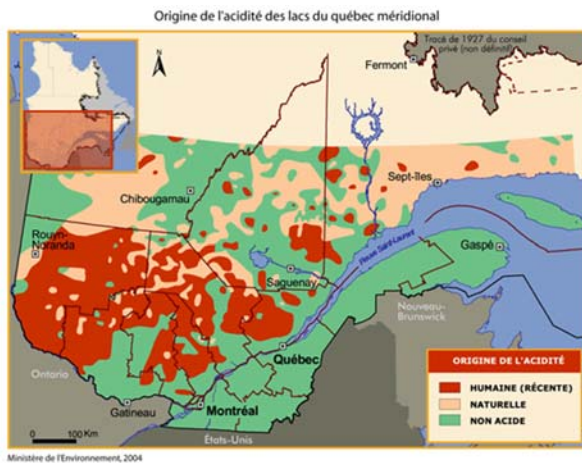 Origine de l'acidité des lacs du québec méridional
Tracé de 1927 du conseil
privé (non définitif)
Fermont
N
Sept-Îles
Chibougamau
Rouyn-
Noranda
Gaspé
Fleuve Saint-Laurent
Saguenay
Nouveau-
Brunswick
Québec
Ontario
Gatineau
Montréal
États-Unis
0 100 Km
ORIGINE DE L'ACIDITÉ
HUMAINE (RÉCENTE)
NATURELLE
NON ACIDE
Ministère de l'Environnement, 2004